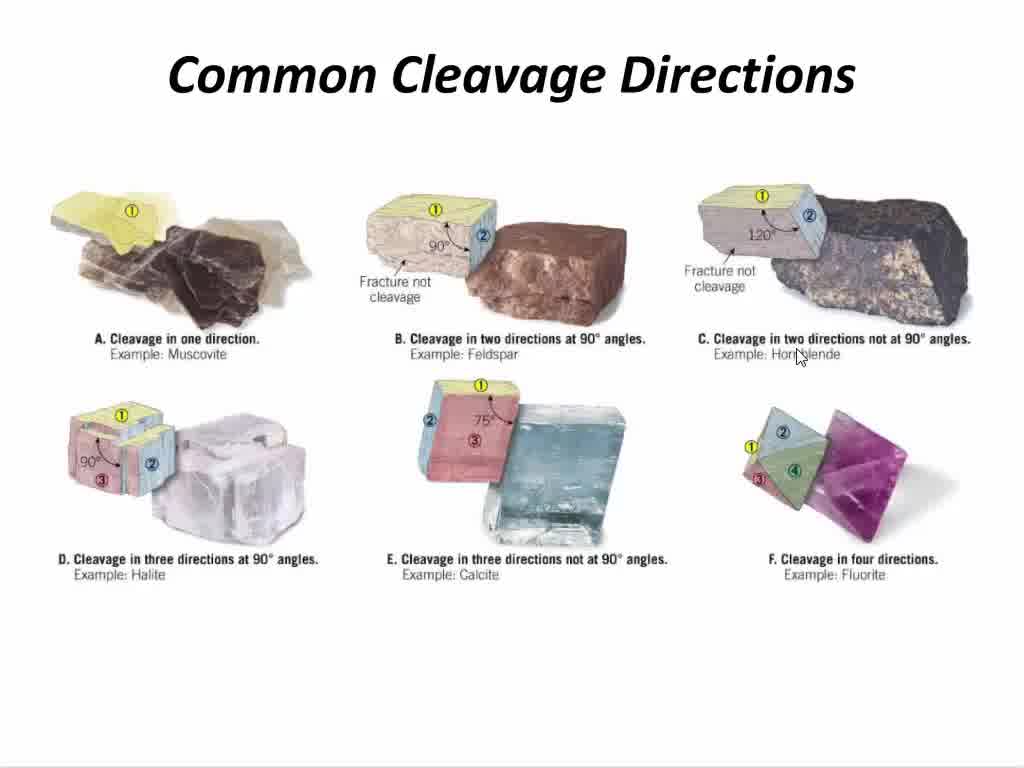 Common Cleavage Directions
①
①
90°
②
Fracture not
cleavage
①
②
120°
Fracture not
cleavage
A. Cleavage in one direction.
Example: Muscovite
B. Cleavage in two directions at 90° angles.
Example: Feldspar
C. Cleavage in two directions not at 90° angles.
Example: Hornblende
①
90°
②
③
①
②
75°
③
②
①
③
④
D. Cleavage in three directions at 90° angles.
Example: Halite
E. Cleavage in three directions not at 90° angles.
Example: Calcite
F. Cleavage in four directions.
Example: Fluorite